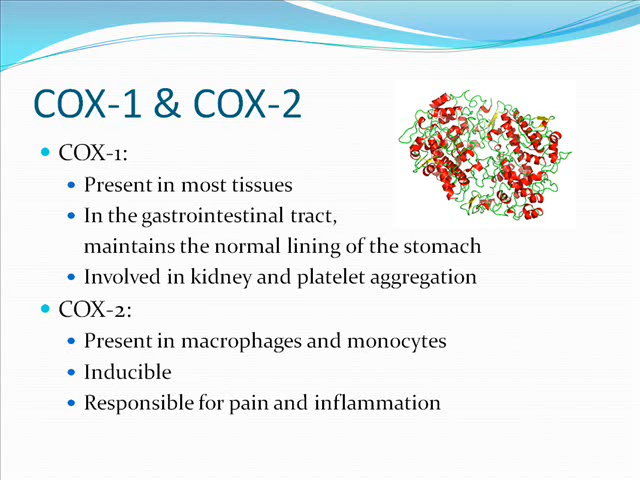 COX-1 & COX-2
COX-1:
Present in most tissues
In the gastrointestinal tract,
maintains the normal lining of the stomach
Involved in kidney and platelet aggregation
COX-2:
Present in macrophages and monocytes
Inducible
Responsible for pain and inflammation